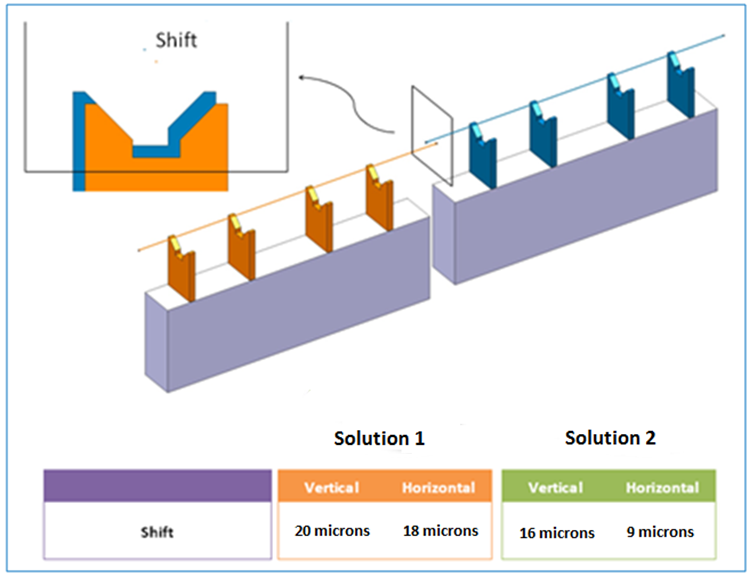 Shift
Solution 1 Solution 2
Vertical Horizontal Vertical Horizontal
Shift 20 microns 18 microns 16 microns 9 microns